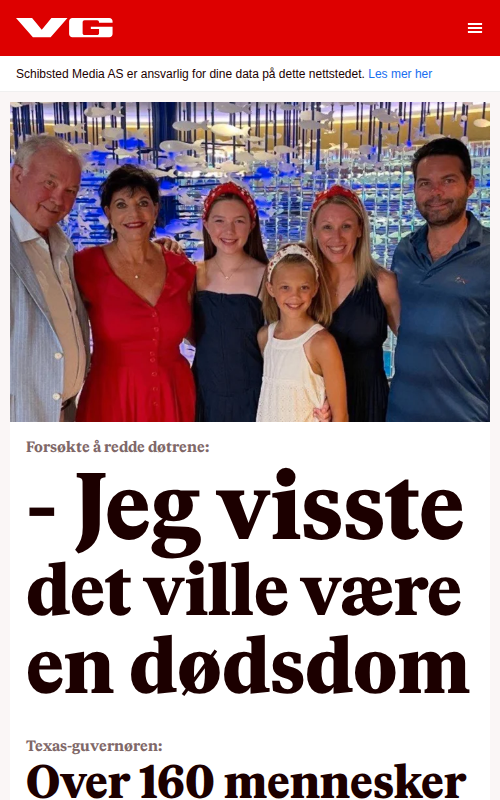 VG
Schibsted Media AS er ansvarlig for dine data på dette nettstedet. Les mer her
Forsøkte å redde døtrene:
- Jeg visste
det ville være
en dødsdom
Texas-guvernøren:
Over 160 mennesker